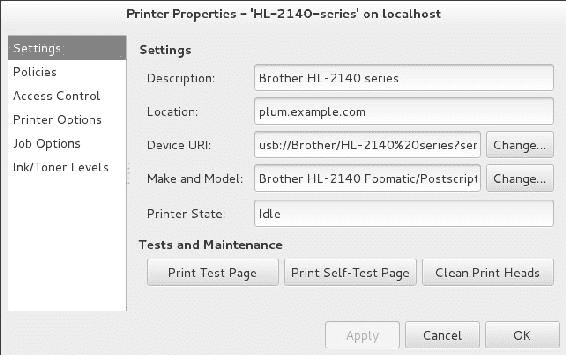 Printer Properties – 'HL-2140-series' on localhost
Settings
Policies
Access Control
Printer Options
Job Options
Ink/Toner Levels
Settings
Description: Brother HL-2140 series
Location: plum.example.com
Device URI: usb://Brother/HL-2140%20series?ser Change...
Make and Model: Brother HL-2140 Foomatic/Postscript Change...
Printer State: Idle
Tests and Maintenance
Print Test Page Print Self-Test Page Clean Print Heads
Apply Cancel OK